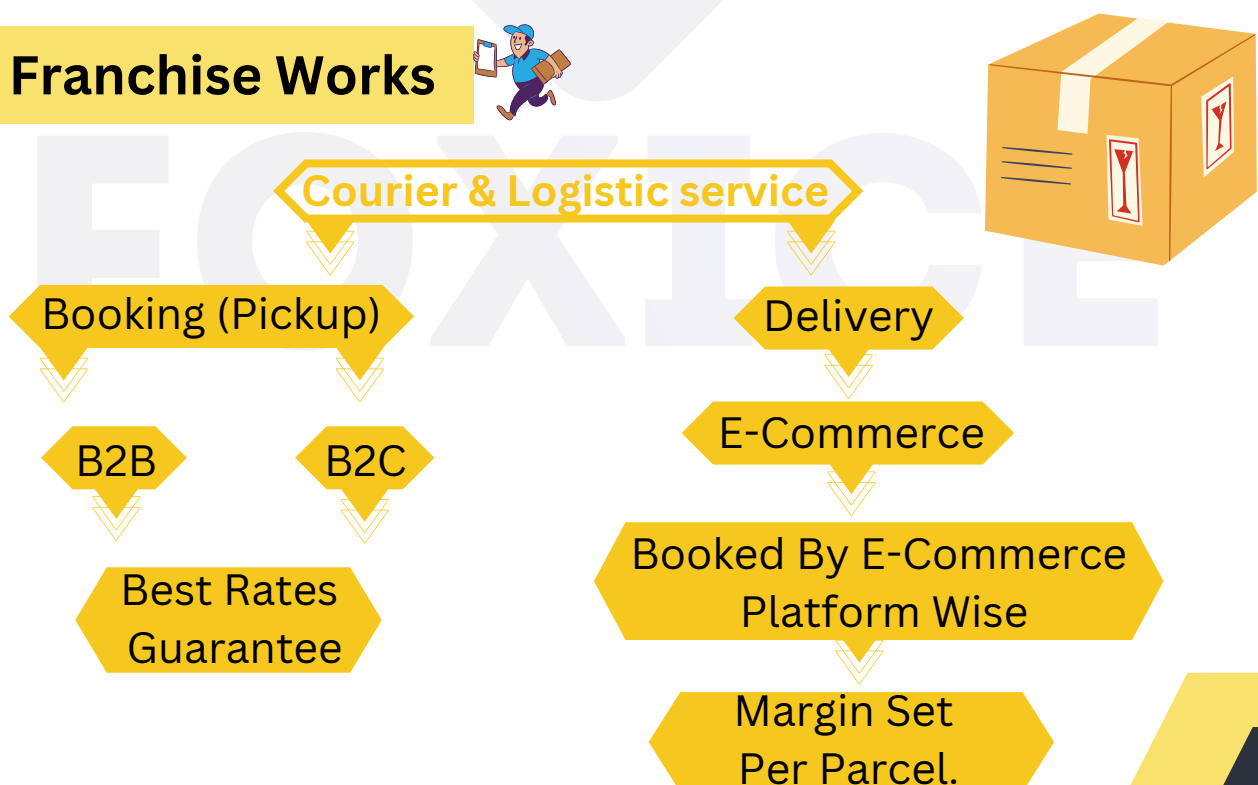 Franchise Works
FOXICE
Courier & Logistic service
Booking (Pickup)
Delivery
B2B
B2C
E-Commerce
Best Rates
Guarantee
Booked By E-Commerce
Platform Wise
Margin Set
Per Parcel.